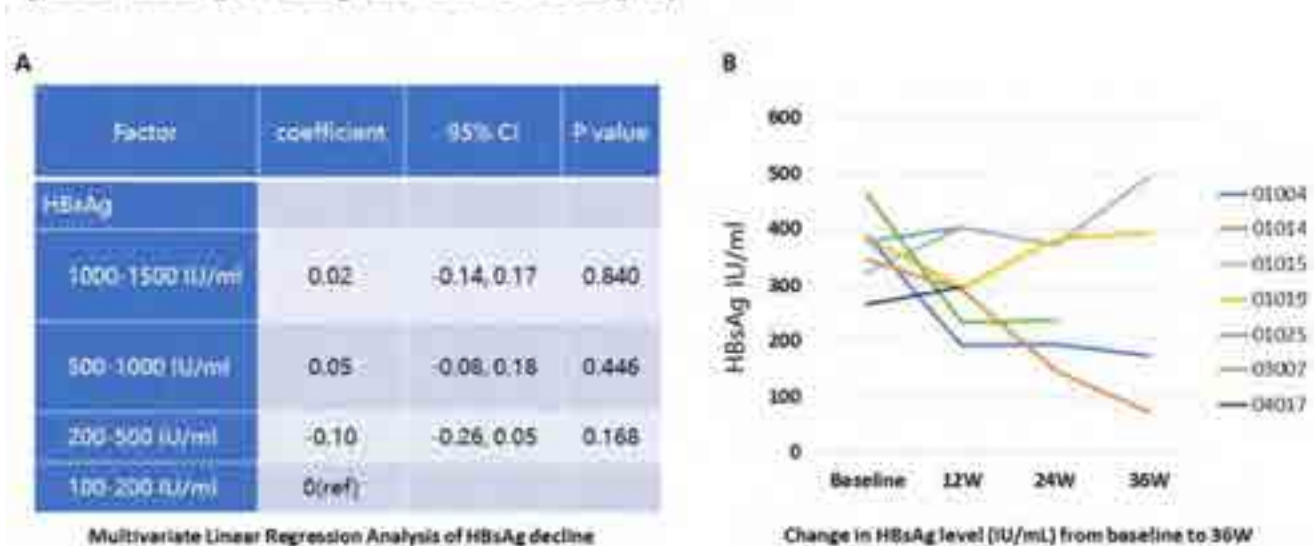 A
Factor coefficient 95% CI P value
HBsAg
1000-1500 IU/ml 0.02 -0.14, 0.17 0.840
500-1000 IU/ml 0.05 -0.08, 0.18 0.446
200-500 IU/ml -0.10 -0.26, 0.05 0.168
100-200 IU/ml 0(ref)
Multivariate Linear Regression Analysis of HBsAg decline
B
HBsAg IU/ml
600
500
400
300
200
100
0
Baseline 12W 24W 36W
01004
01014
01015
01019
01025
03007
04017
Change in HBsAg level (IU/mL) from baseline to 36W